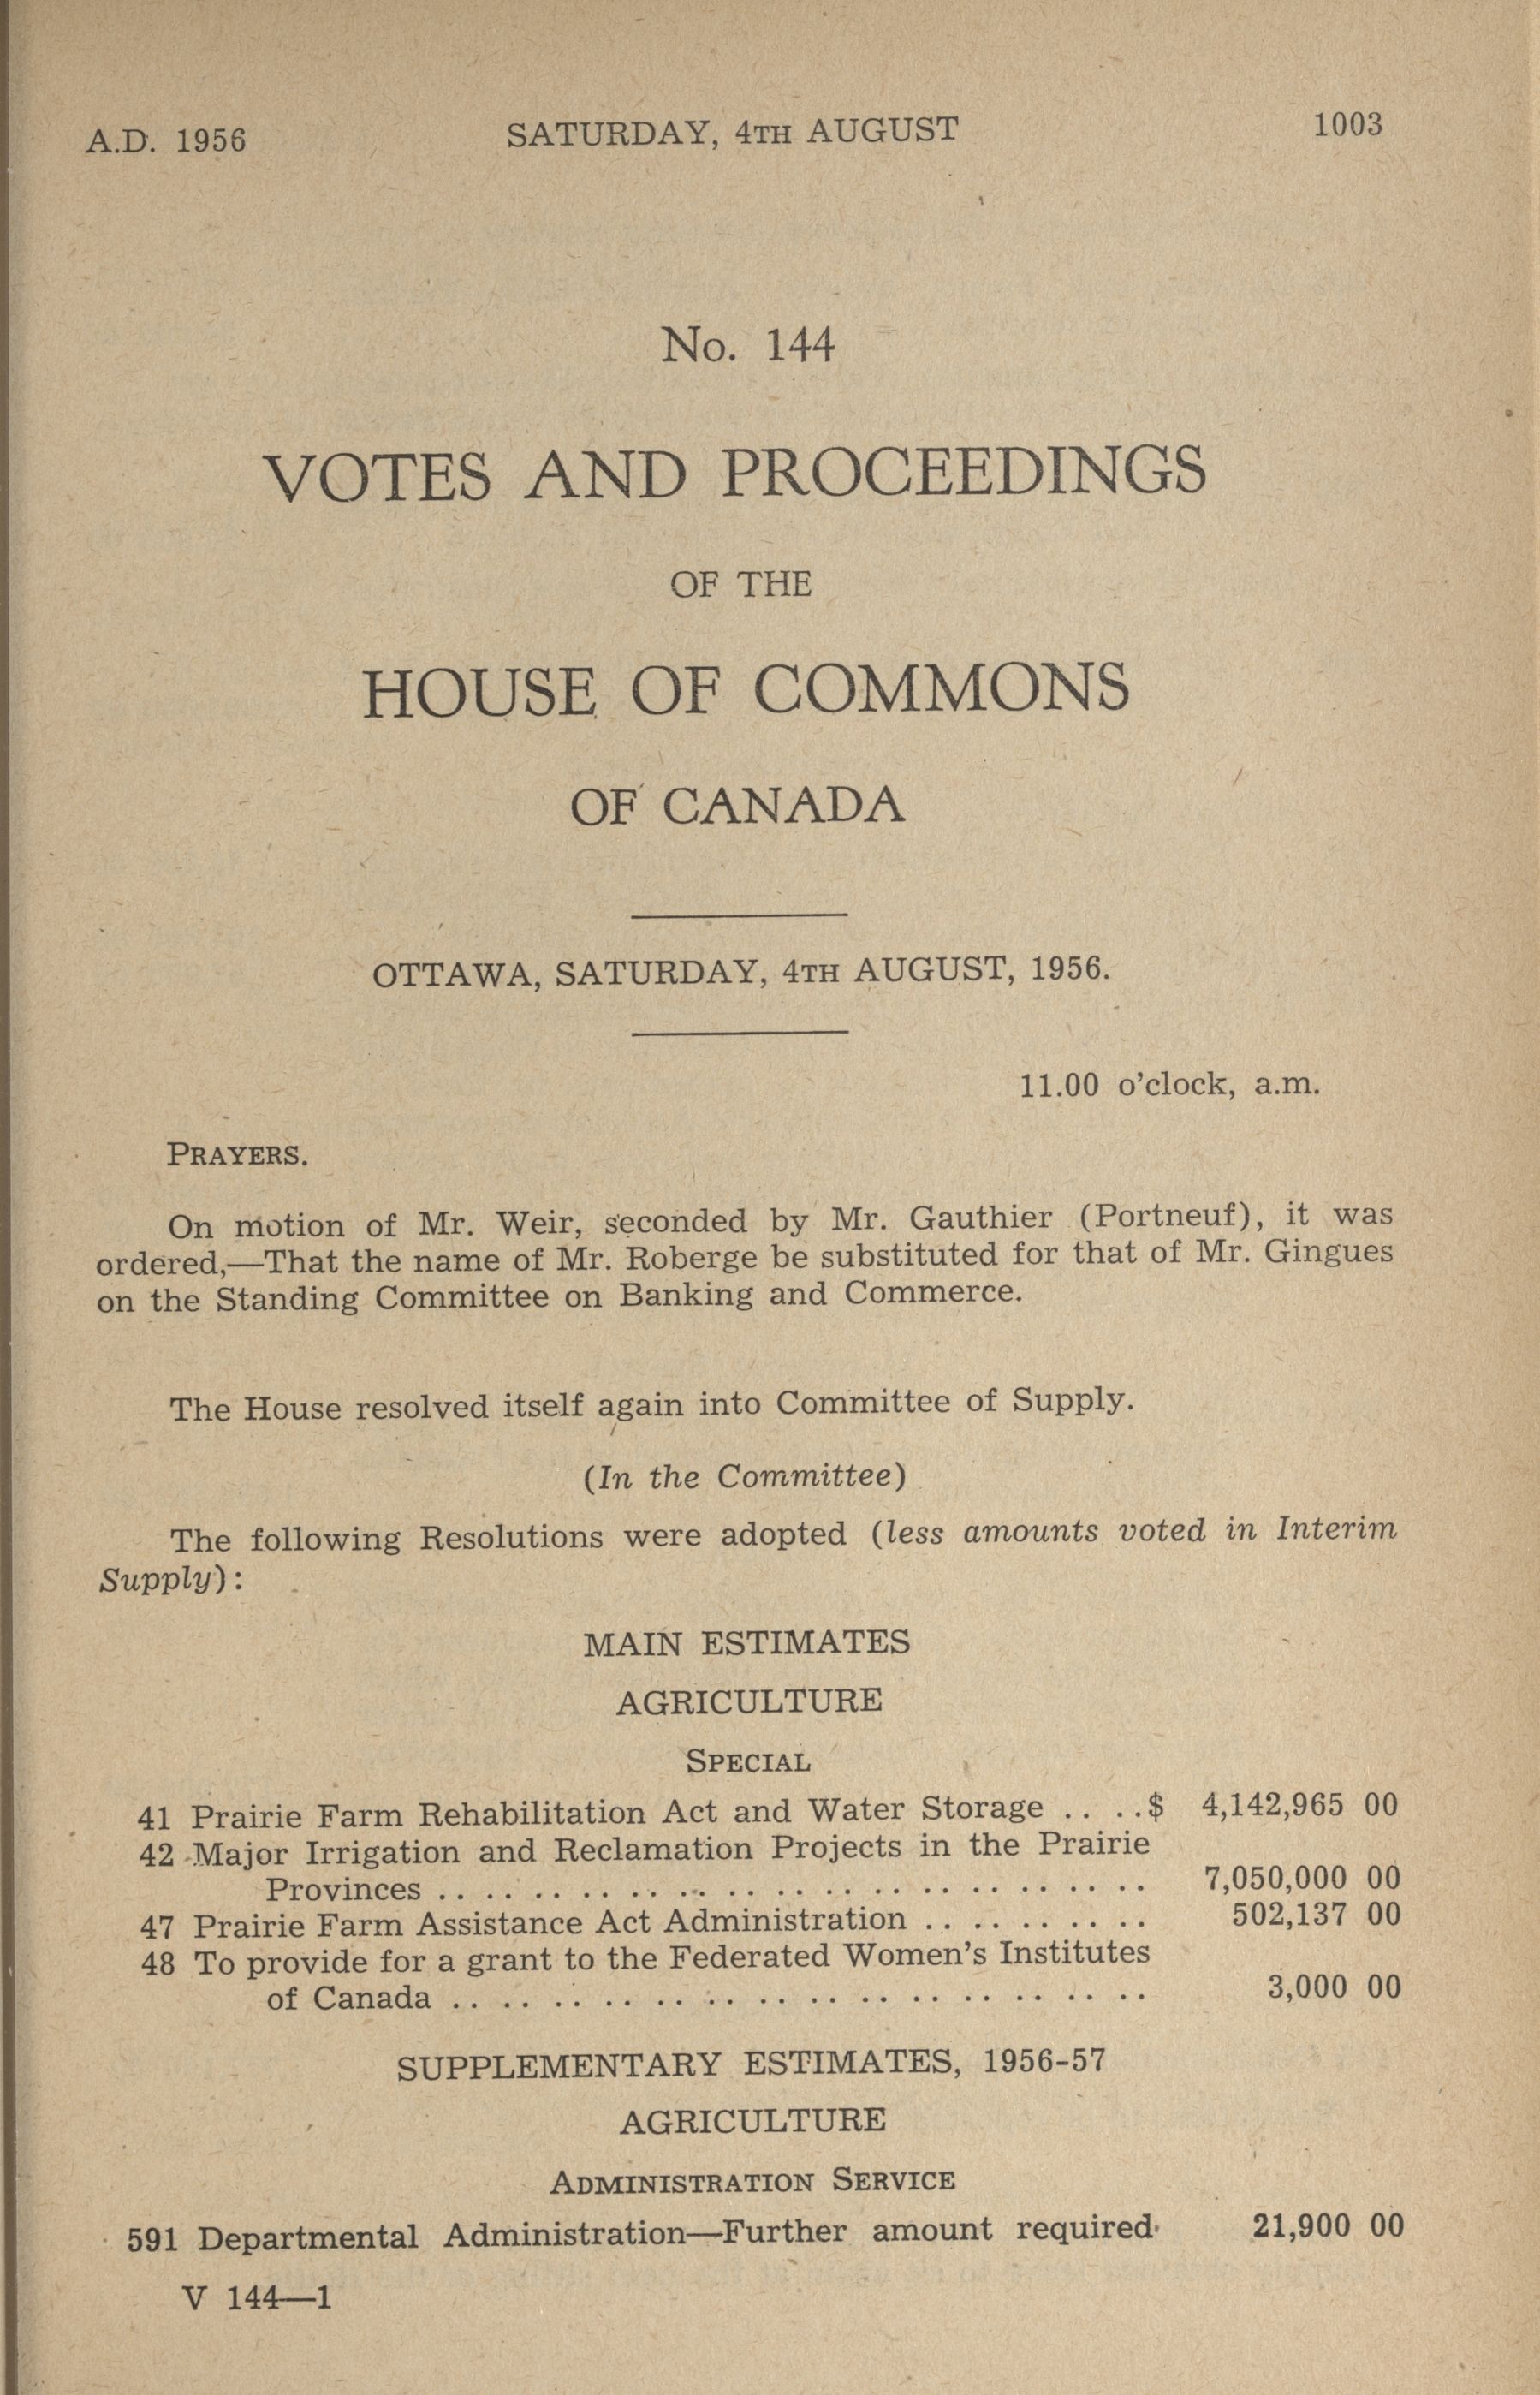 A.D. 1956 SATURDAY, 4TH AUGUST 1003
No. 144
VOTES AND PROCEEDINGS
OF THE
HOUSE OF COMMONS
OF CANADA
OTTAWA, SATURDAY, 4TH AUGUST, 1956.
11.00 o'clock, a.m.
PRAYERS.
On motion of Mr. Weir, seconded by Mr. Gauthier (Portneuf), it was
ordered,—That the name of Mr. Roberge be substituted for that of Mr. Gingues
on the Standing Committee on Banking and Commerce.
The House resolved itself again into Committee of Supply.
(In the Committee)
The following Resolutions were adopted (less amounts voted in Interim
Supply):
MAIN ESTIMATES
AGRICULTURE
SPECIAL
41 Prairie Farm Rehabilitation Act and Water Storage . . . . $ 4,142,965 00
42 Major Irrigation and Reclamation Projects in the Prairie
Provinces . . . . . . . . . . . . . . . . . . . . . . . . . . . . . . 7,050,000 00
47 Prairie Farm Assistance Act Administration . . . . . . . . . . 502,137 00
48 To provide for a grant to the Federated Women's Institutes
of Canada . . . . . . . . . . . . . . . . . . . . . . . . . . . . 3,000 00
SUPPLEMENTARY ESTIMATES, 1956-57
AGRICULTURE
ADMINISTRATION SERVICE
591 Departmental Administration—Further amount required 21,900 00
V 144—1